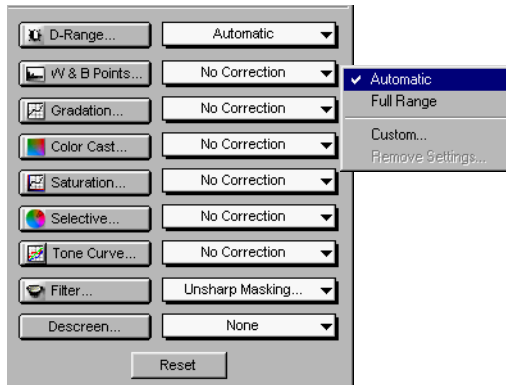 D-Range... Automatic
W & B Points... No Correction
Automatic
Gradation... No Correction
Full Range
Color Cast... No Correction
Custom...
Remove Settings...
Saturation... No Correction
Selective... No Correction
Tone Curve... No Correction
Filter... Unsharp Masking...
Descreen... None
Reset